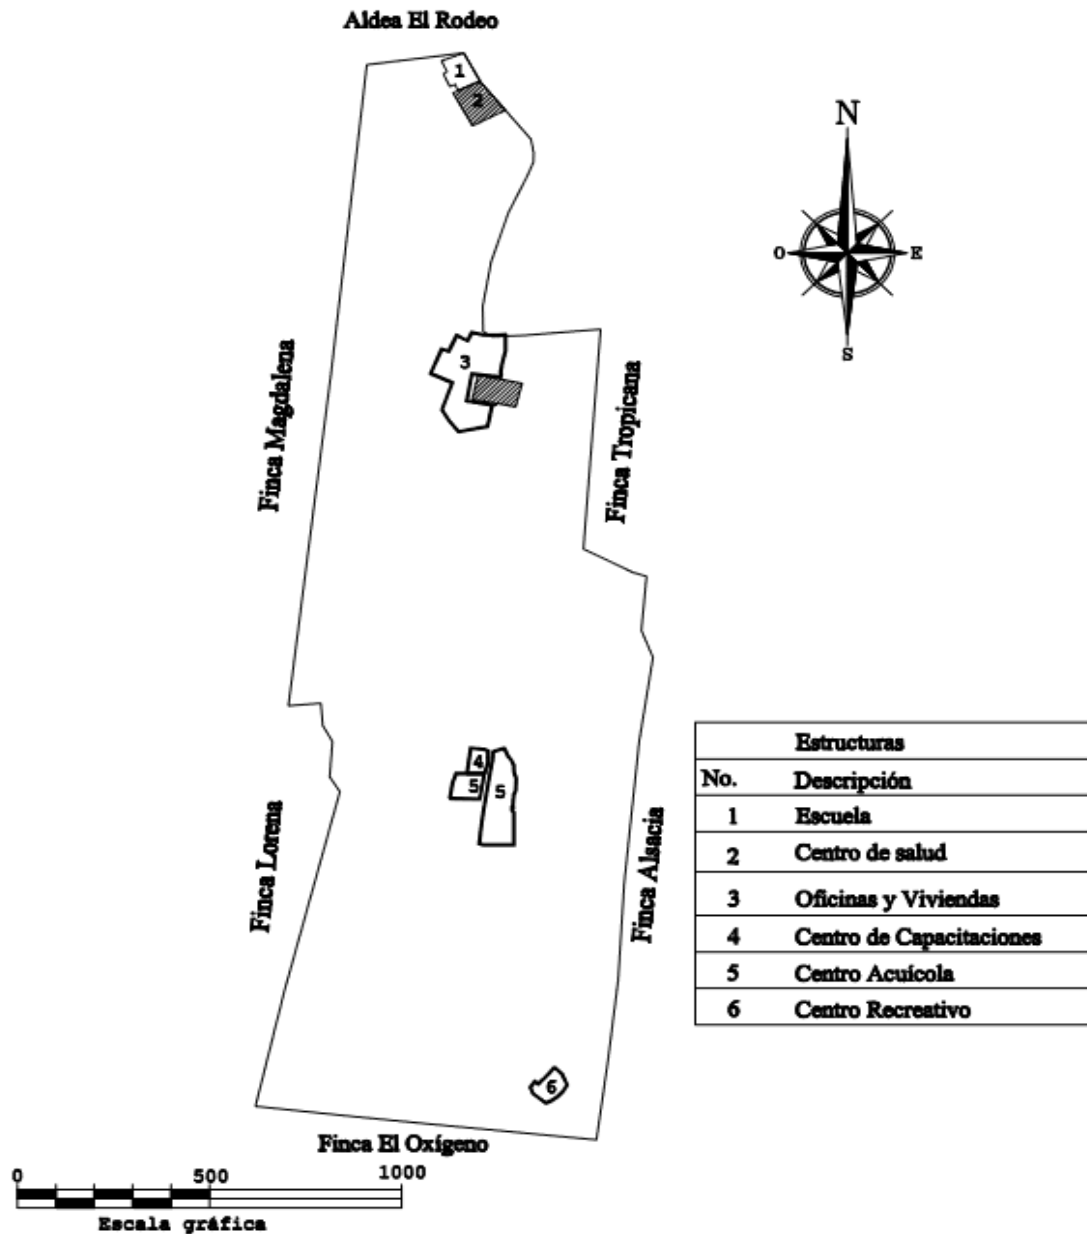 Aldea El Rodeo
1
2
N
O
E
S
3
Finca Magdalena
Finca Tropicana
4
5
5
Finca Lorena
Finca Alsacia
Estructuras
No. Descripción
1 Escuela
2 Centro de salud
3 Oficinas y Viviendas
4 Centro de Capacitaciones
5 Centro Acuícola
6 Centro Recreativo
6
Finca El Oxígeno
0 500 1000
Escala gráfica